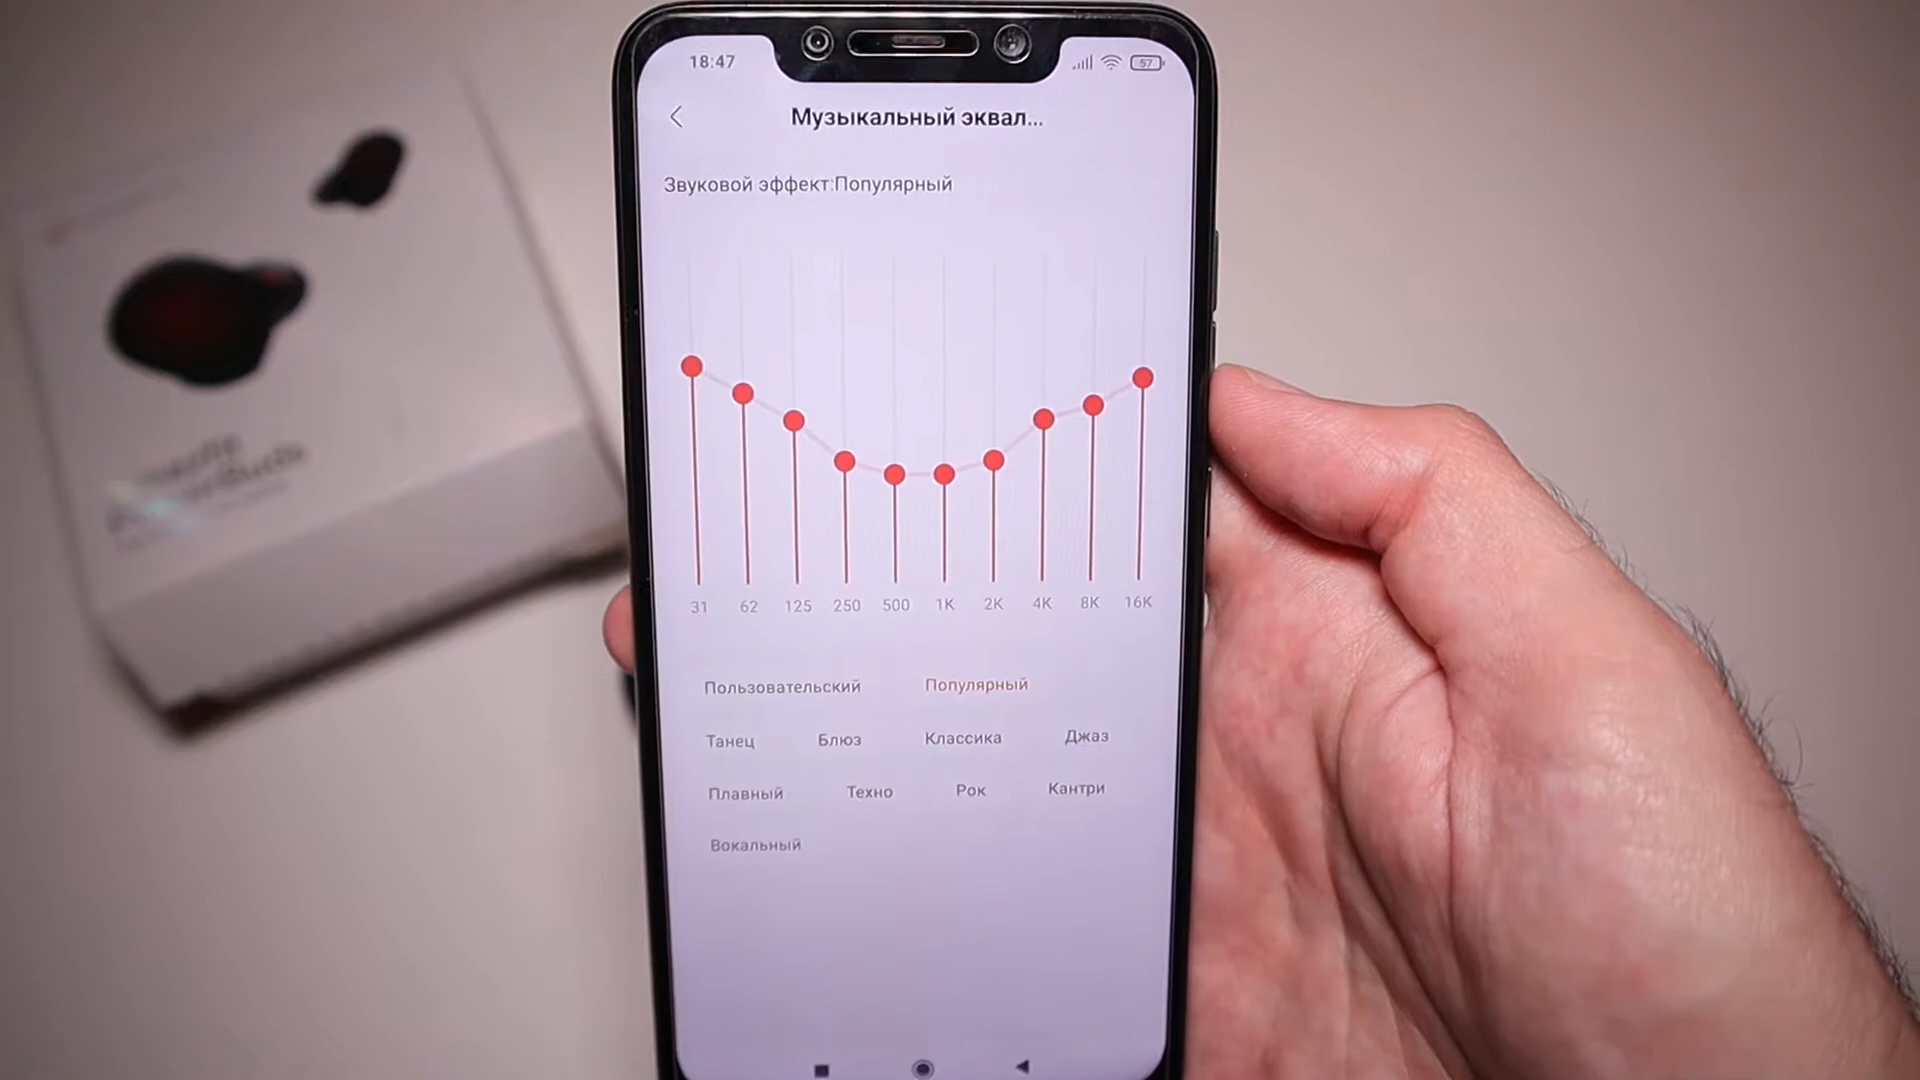 18:47
57
Музыкальный эквал...
Звуковой эффект:Популярный
31 62 125 250 500 1K 2K 4K 8K 16K
Пользовательский Популярный
Танец Блюз Классика Джаз
Плавный Техно Рок Кантри
Вокальный